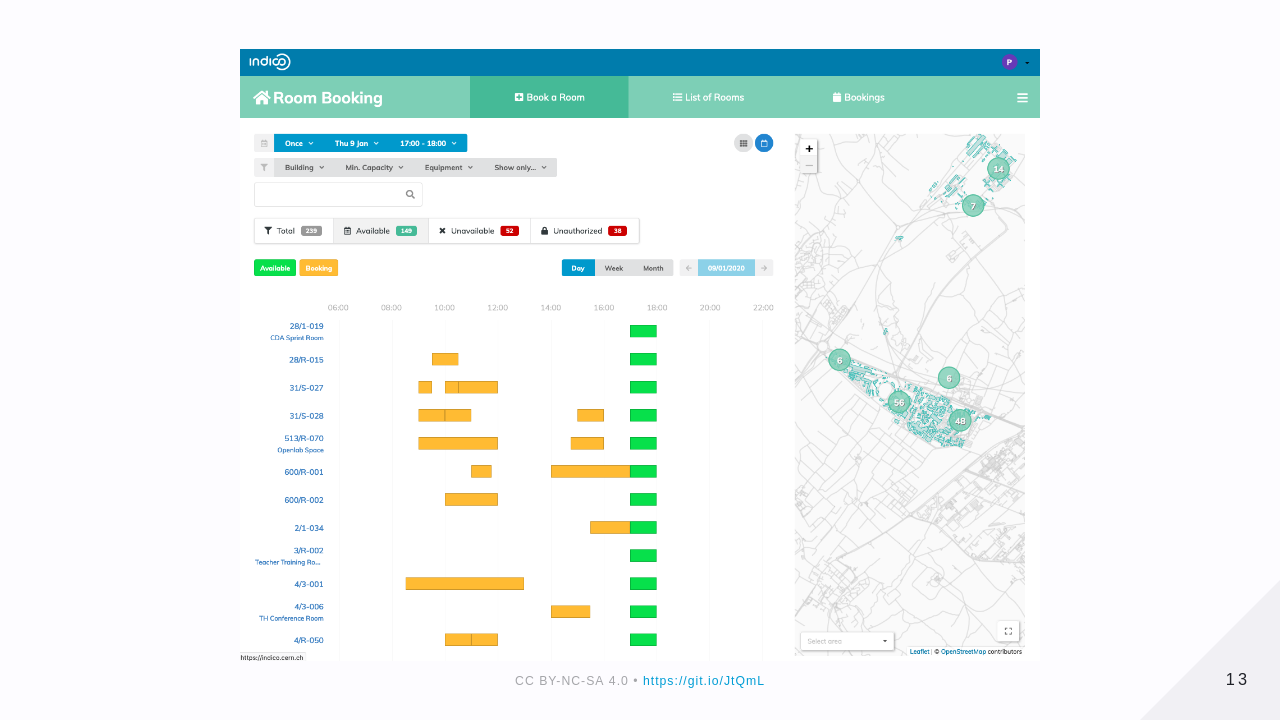 indico
P
Room Booking
Book a Room
List of Rooms
Bookings
Once
Thu 9 Jan
17:00 - 18:00
Building
Min. Capacity
Equipment
Show only...
Total 239
Available 149
Unavailable 52
Unauthorized 38
Available
Booking
Day
Week
Month
09/01/2020
06:00 08:00 10:00 12:00 14:00 16:00 18:00 20:00 22:00
28/1-019
CDA Sprint Room
28/R-015
31/S-027
31/S-028
513/R-070
Openlab Space
600/R-001
600/R-002
2/1-034
3/R-002
Teacher Training Ro...
4/3-001
4/3-006
TH Conference Room
4/R-050
https://indico.cern.ch
+
−
14
7
6
6
56
48
Select area
Leaflet | © OpenStreetMap contributors
CC BY-NC-SA 4.0 • https://git.io/JtQmL
13